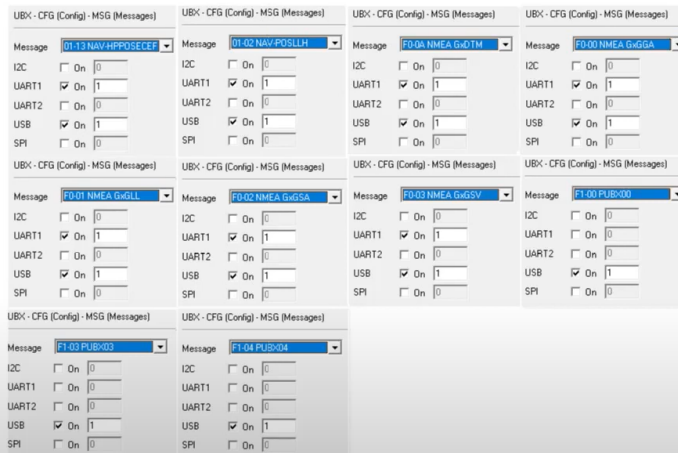 UBX - CFG (Config) - MSG (Messages)
Message 01-13 NAV-HPPOSECEF
I2C On 0
UART1 On 1
UART2 On 0
USB On 1
SPI On 0
UBX - CFG (Config) - MSG (Messages)
Message 01-02 NAV-POSLLH
I2C On 0
UART1 On 1
UART2 On 0
USB On 1
SPI On 0
UBX - CFG (Config) - MSG (Messages)
Message F0-0A NMEA GxDTM
I2C On 0
UART1 On 1
UART2 On 0
USB On 1
SPI On 0
UBX - CFG (Config) - MSG (Messages)
Message F0-00 NMEA GxGGA
I2C On 0
UART1 On 1
UART2 On 0
USB On 1
SPI On 0
UBX - CFG (Config) - MSG (Messages)
Message F0-01 NMEA GxGLL
I2C On 0
UART1 On 1
UART2 On 0
USB On 1
SPI On 0
UBX - CFG (Config) - MSG (Messages)
Message F0-02 NMEA GxGSA
I2C On 0
UART1 On 1
UART2 On 0
USB On 1
SPI On 0
UBX - CFG (Config) - MSG (Messages)
Message F0-03 NMEA GxGSV
I2C On 0
UART1 On 1
UART2 On 0
USB On 1
SPI On 0
UBX - CFG (Config) - MSG (Messages)
Message F1-00 PUBX00
I2C On 0
UART1 On 0
UART2 On 0
USB On 1
SPI On 0
UBX - CFG (Config) - MSG (Messages)
Message F1-03 PUBX03
I2C On 0
UART1 On 0
UART2 On 0
USB On 1
SPI On 0
UBX - CFG (Config) - MSG (Messages)
Message F1-04 PUBX04
I2C On 0
UART1 On 0
UART2 On 0
USB On 1
SPI On 0